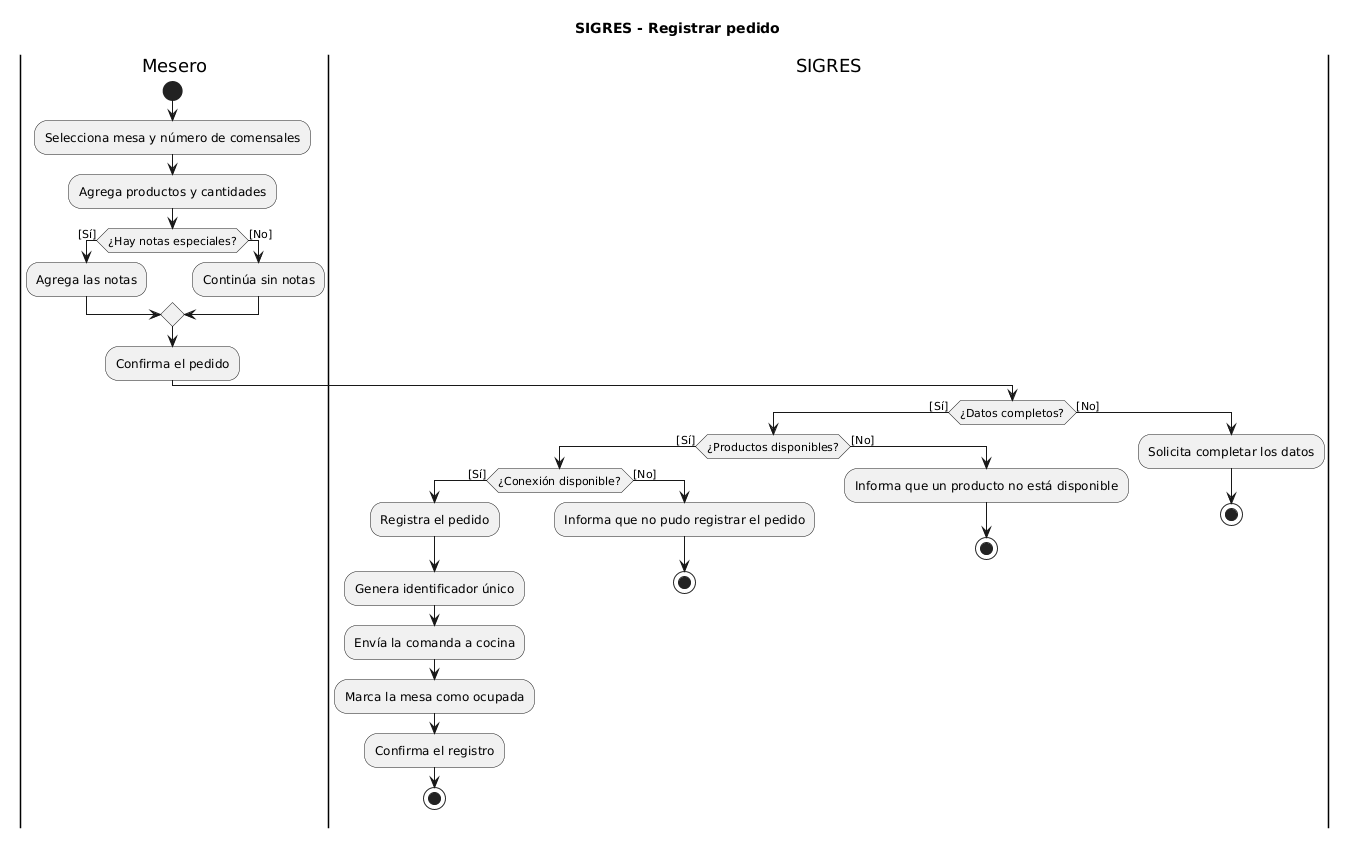 SIGRES - Registrar pedido
Mesero
SIGRES
Selecciona mesa y número de comensales
Agrega productos y cantidades
[Sí]
¿Hay notas especiales?
[No]
Agrega las notas
Continúa sin notas
Confirma el pedido
[Sí]
¿Datos completos?
[No]
[Sí]
¿Productos disponibles?
[No]
Solicita completar los datos
[Sí]
¿Conexión disponible?
[No]
Informa que un producto no está disponible
Registra el pedido
Informa que no pudo registrar el pedido
Genera identificador único
Envía la comanda a cocina
Marca la mesa como ocupada
Confirma el registro